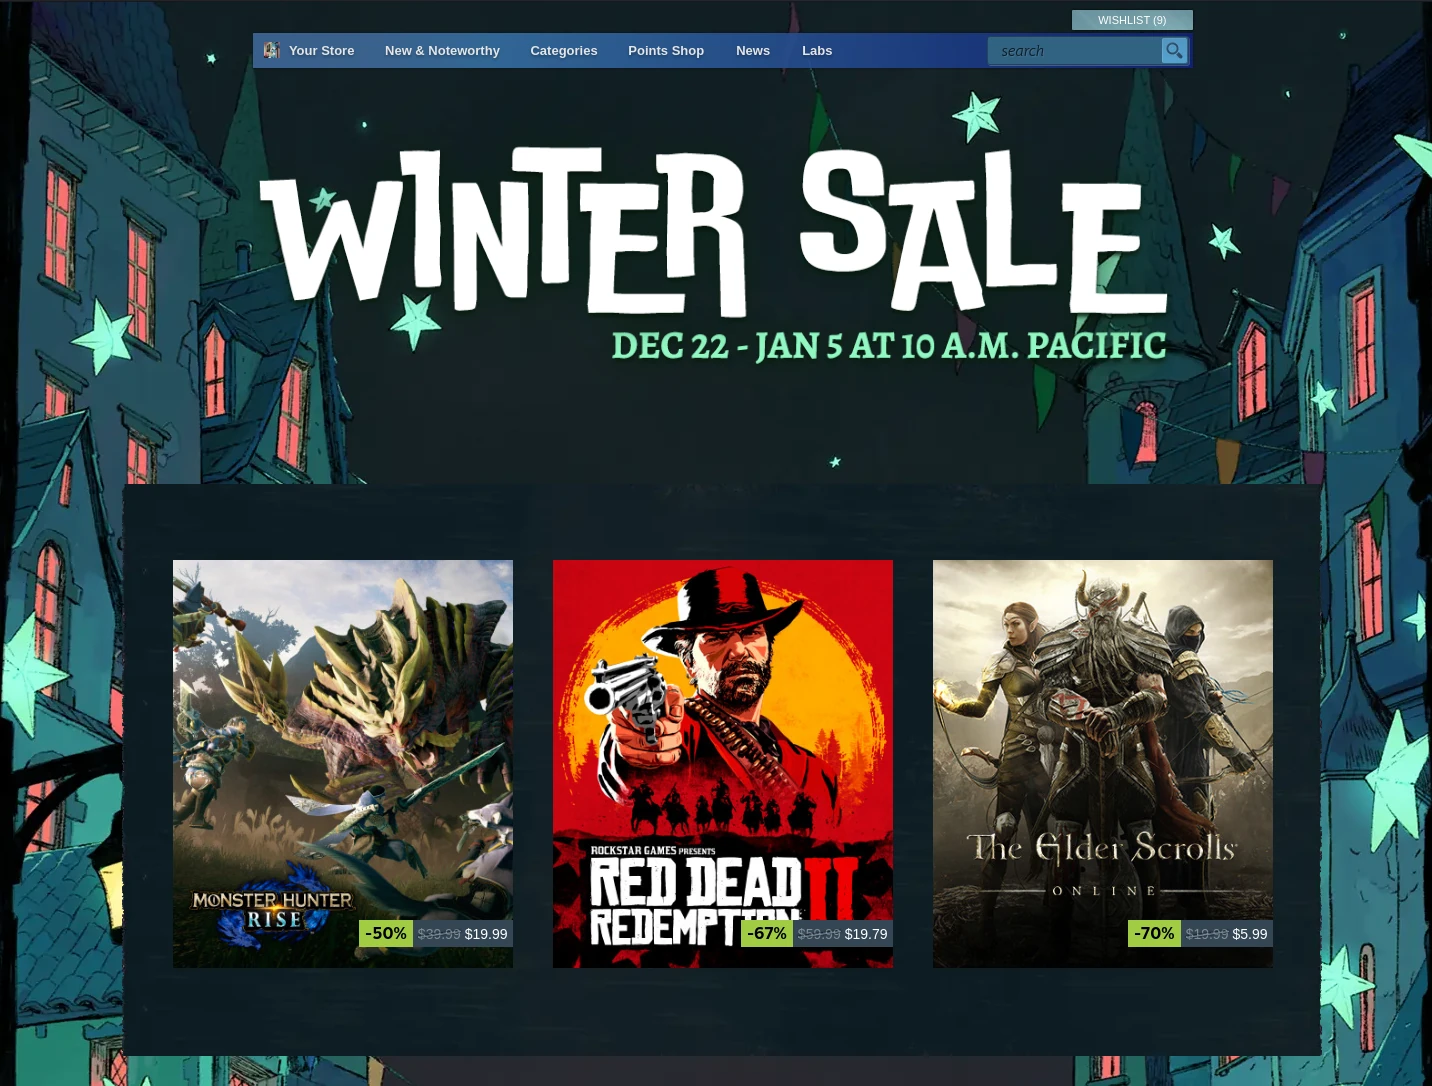 WISHLIST (9)
Your Store New & Noteworthy Categories Points Shop News Labs search
WINTER SALE
DEC 22 - JAN 5 AT 10 A.M. PACIFIC
MONSTER HUNTER
RISE
-50% $39.99 $19.99
ROCKSTAR GAMES PRESENTS
RED DEAD
REDEMPTION II
-67% $59.99 $19.79
The Elder Scrolls
ONLINE
-70% $19.99 $5.99